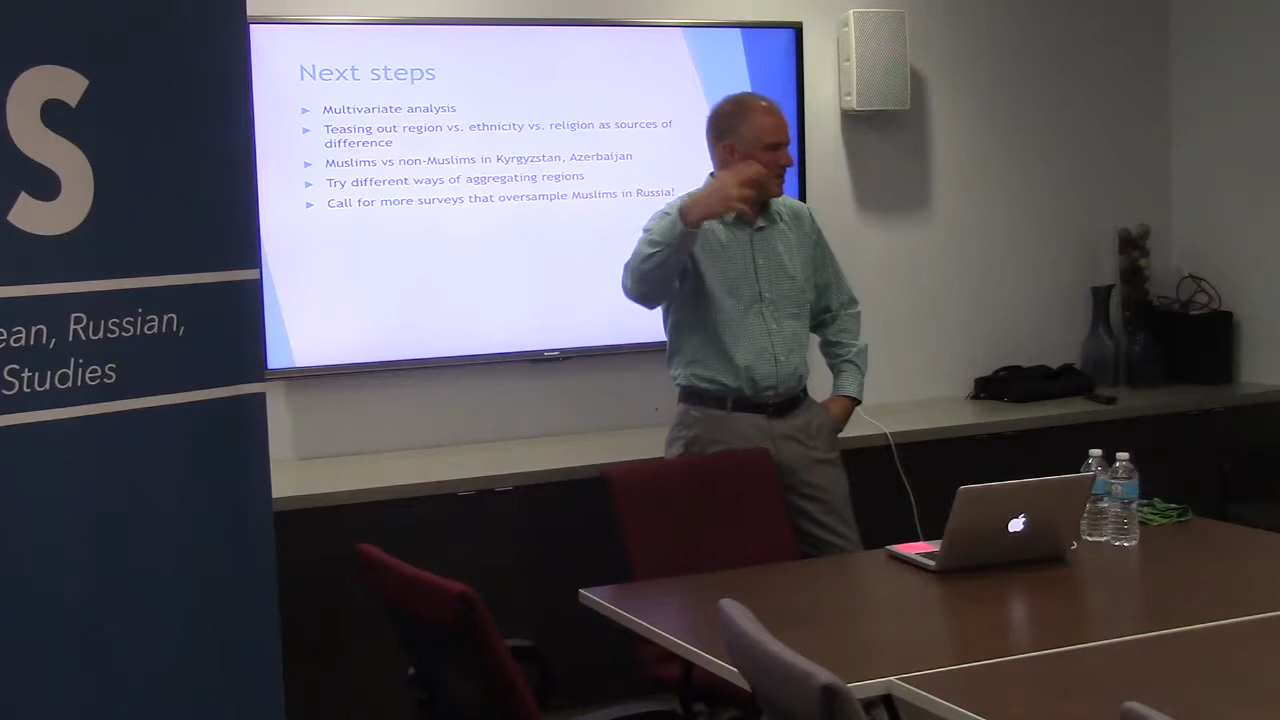 S
ean, Russian,
Studies
Next steps
Multivariate analysis
Teasing out region vs. ethnicity vs. religion as sources of
difference
Muslims vs non-Muslims in Kyrgyzstan, Azerbaijan
Try different ways of aggregating regions
Call for more surveys that oversample Muslims in Russia!